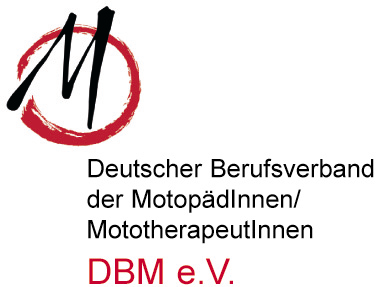 M
Deutscher Berufsverband
der MotopädInnen/
MototherapeutInnen
DBM e.V.